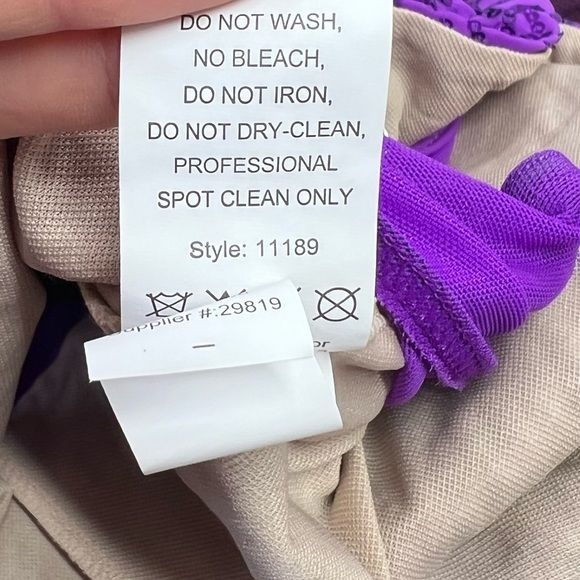 DO NOT WASH,
NO BLEACH,
DO NOT IRON,
DO NOT DRY-CLEAN,
PROFESSIONAL
SPOT CLEAN ONLY
Style: 11189
#:29819